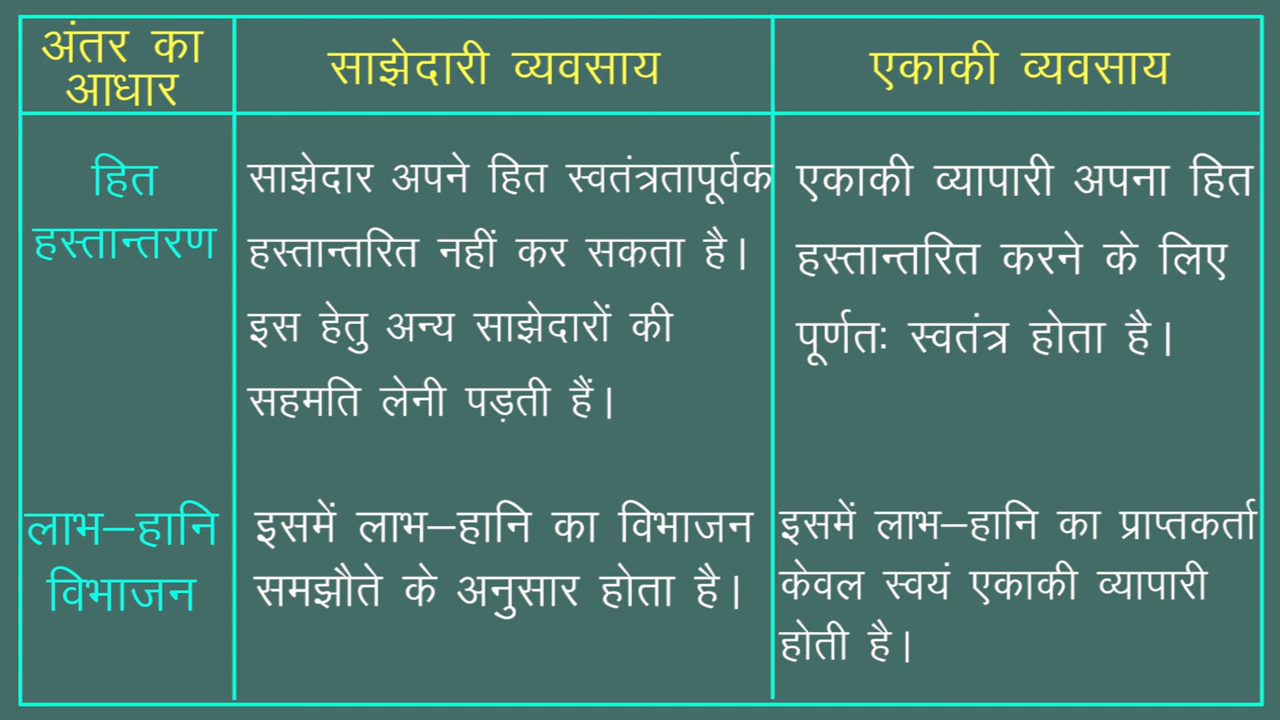 अंतर का
आधार
साझेदारी व्यवसाय
एकाकी व्यवसाय
हित
हस्तान्तरण
साझेदार अपने हित स्वतंत्रतापूर्वक
हस्तान्तरित नहीं कर सकता है।
इस हेतु अन्य साझेदारों की
सहमति लेनी पड़ती हैं।
एकाकी व्यापारी अपना हित
हस्तान्तरित करने के लिए
पूर्णतः स्वतंत्र होता है।
लाभ–हानि
विभाजन
इसमें लाभ–हानि का विभाजन
समझौते के अनुसार होता है।
इसमें लाभ–हानि का प्राप्तकर्ता
केवल स्वयं एकाकी व्यापारी
होती है।